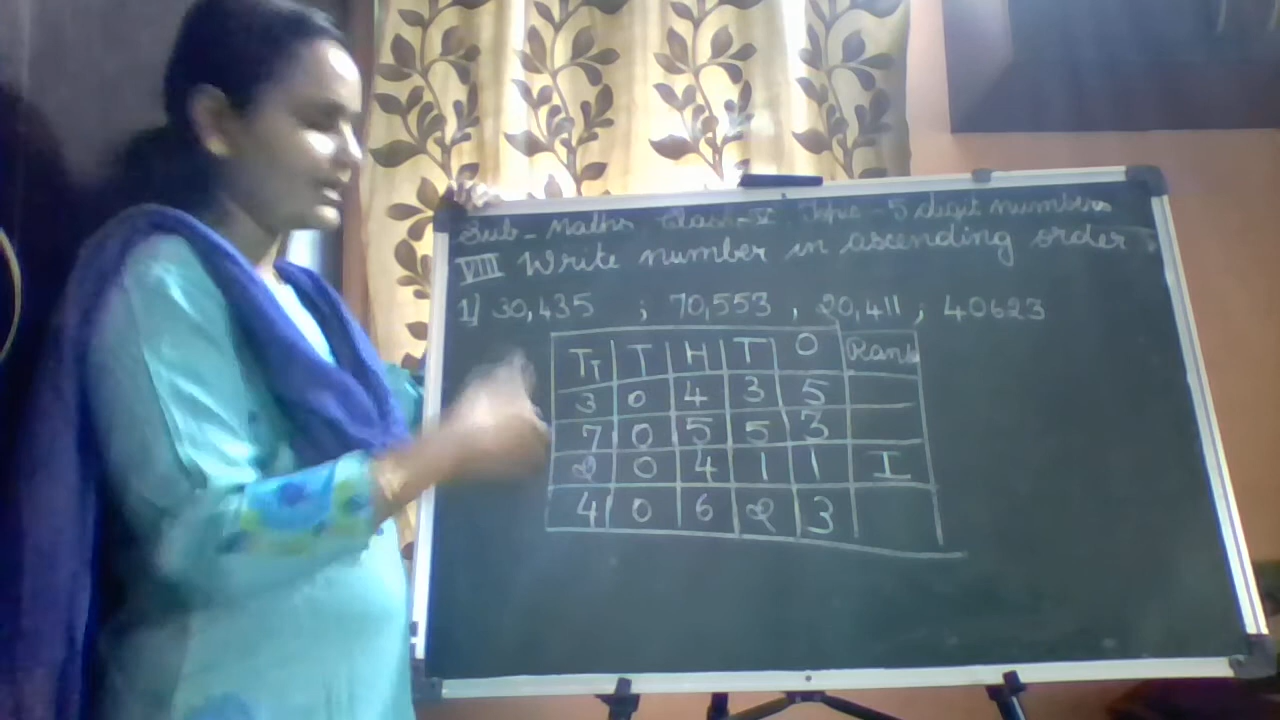 Sub - Maths Class - V Topic - 5 digit numbers
VIII Write number in ascending order
1) 30,435 ; 70,553 , 20,411 ; 40623
TT T H T O Rank
3 0 4 3 5
7 0 5 5 3
2 0 4 1 1 I
4 0 6 2 3